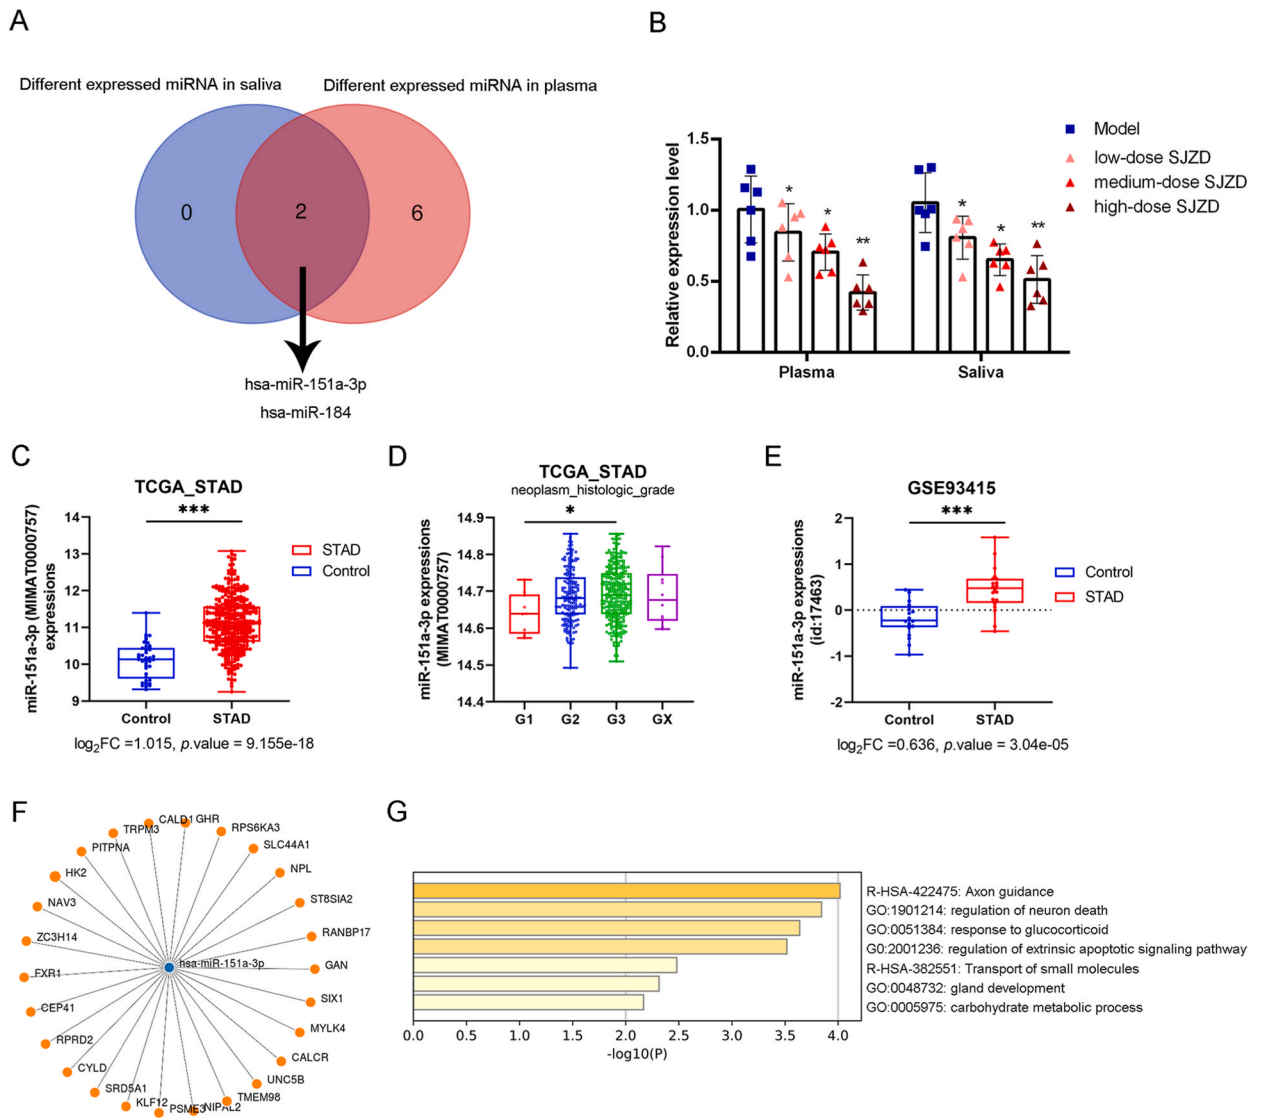 A
Different expressed miRNA in saliva
Different expressed miRNA in plasma
0
2
6
hsa-miR-151a-3p
hsa-miR-184
B
Relative expression level
1.5
1.0
0.5
0.0
*
*
**
*
*
**
Plasma
Saliva
Model
low-dose SJZD
medium-dose SJZD
high-dose SJZD
C
TCGA_STAD
***
miR-151a-3p (MIMAT0000757)
expressions
14
13
12
11
10
9
Control
STAD
STAD
Control
log2FC =1.015, p.value = 9.155e-18
D
TCGA_STAD
neoplasm_histologic_grade
*
miR-151a-3p expressions
(MIMAT0000757)
14.9
14.8
14.7
14.6
14.5
14.4
G1
G2
G3
GX
E
GSE93415
***
miR-151a-3p expressions
(id:17463)
2
1
0
-1
-2
Control
STAD
Control
STAD
log2FC =0.636, p.value = 3.04e-05
F
CALD1
GHR
TRPM3
RPS6KA3
PITPNA
SLC44A1
HK2
NPL
NAV3
ST8SIA2
ZC3H14
RANBP17
hsa-miR-151a-3p
FXR1
GAN
CEP41
SIX1
RPRD2
MYLK4
CYLD
CALCR
SRD5A1
UNC5B
KLF12
TMEM98
PSME3
NIPAL2
G
R-HSA-422475: Axon guidance
GO:1901214: regulation of neuron death
GO:0051384: response to glucocorticoid
G0:2001236: regulation of extrinsic apoptotic signaling pathway
R-HSA-382551: Transport of small molecules
GO:0048732: gland development
GO:0005975: carbohydrate metabolic process
0.0
0.5
1.0
1.5
2.0
2.5
3.0
3.5
4.0
-log10(P)